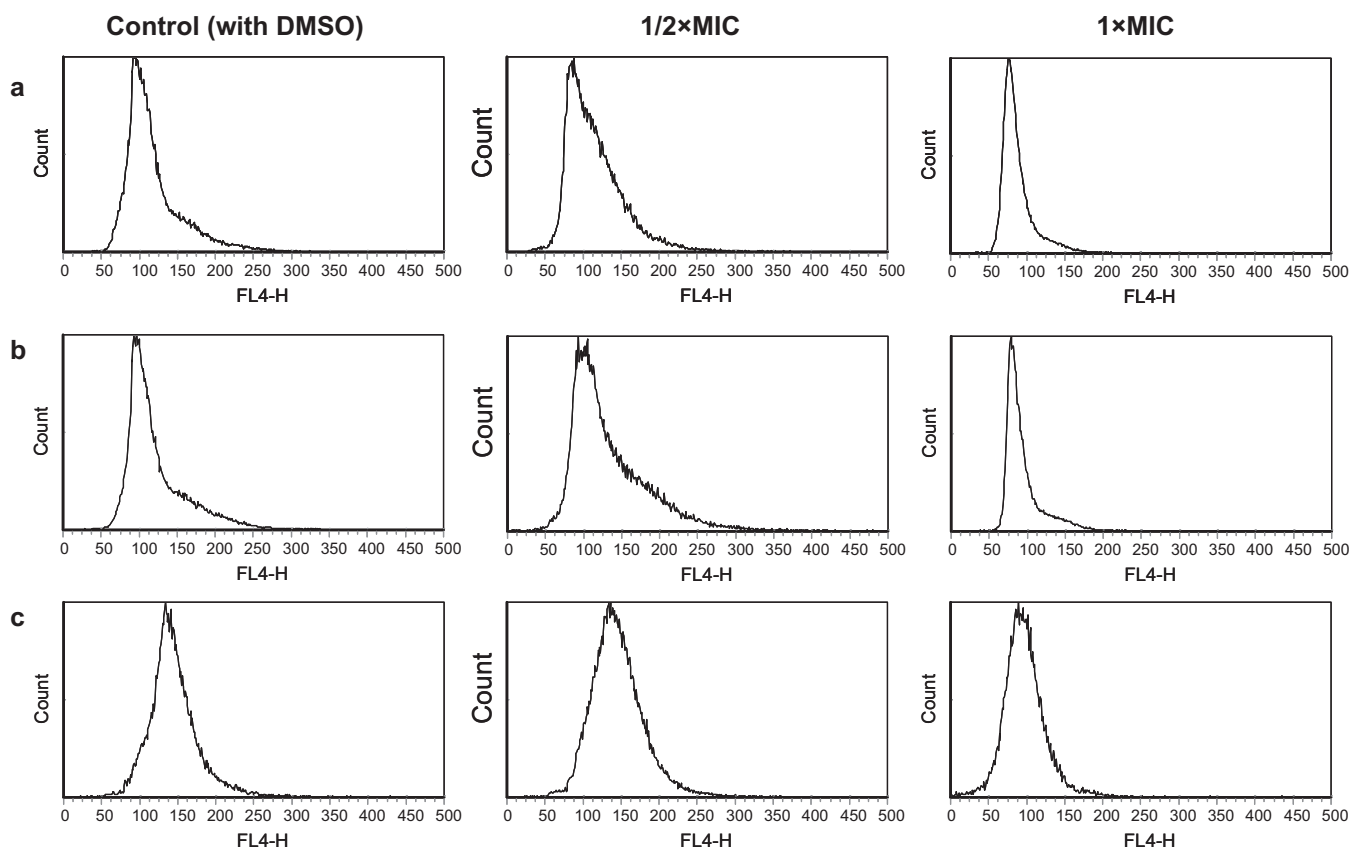 Control (with DMSO) 1/2×MIC 1×MIC
a
Count Count Count
0 50 100 150 200 250 300 350 400 450 500 0 50 100 150 200 250 300 350 400 450 500 0 50 100 150 200 250 300 350 400 450 500
FL4-H FL4-H FL4-H
b
Count Count Count
0 50 100 150 200 250 300 350 400 450 500 0 50 100 150 200 250 300 350 400 450 500 0 50 100 150 200 250 300 350 400 450 500
FL4-H FL4-H FL4-H
c
Count Count Count
0 50 100 150 200 250 300 350 400 450 500 0 50 100 150 200 250 300 350 400 450 500 0 50 100 150 200 250 300 350 400 450 500
FL4-H FL4-H FL4-H